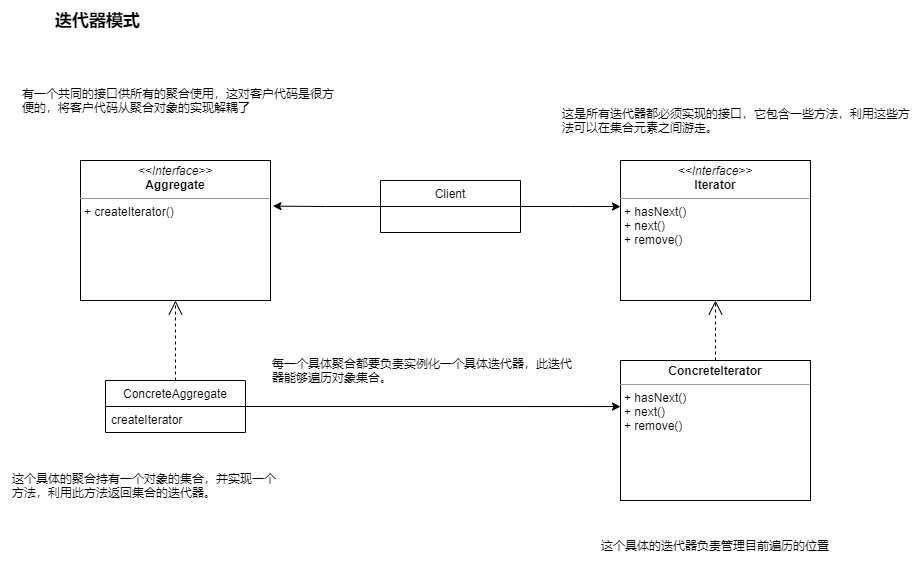 迭代器模式
有一个共同的接口供所有的聚合使用，这对客户代码是很方
便的，将客户代码从聚合对象的实现解耦了
这是所有迭代器都必须实现的接口，它包含一些方法，利用这些方
法可以在集合元素之间游走。
<<Interface>>
Aggregate
+ createIterator()
Client
<<Interface>>
Iterator
+ hasNext()
+ next()
+ remove()
每一个具体聚合都要负责实例化一个具体迭代器，此迭代
器能够遍历对象集合。
ConcreteAggregate
createIterator
ConcreteIterator
+ hasNext()
+ next()
+ remove()
这个具体的聚合持有一个对象的集合，并实现一个
方法，利用此方法返回集合的迭代器。
这个具体的迭代器负责管理目前遍历的位置